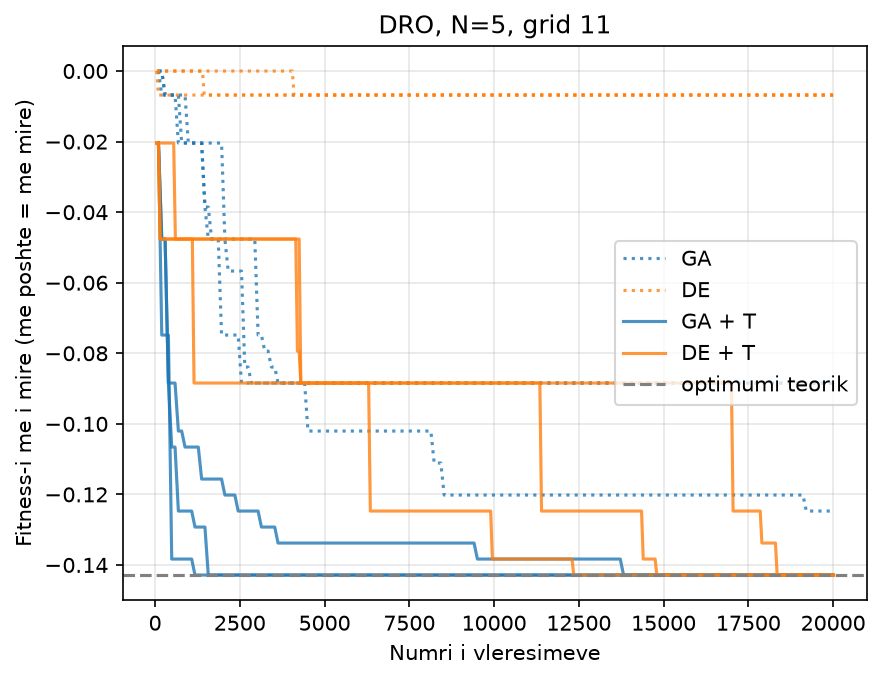 DRO, N=5, grid 11
Fitness-i me i mire (me poshte = me mire)
0.00
−0.02
−0.04
−0.06
−0.08
−0.10
−0.12
−0.14
GA
DE
GA + T
DE + T
optimumi teorik
0 2500 5000 7500 10000 12500 15000 17500 20000
Numri i vleresimeve